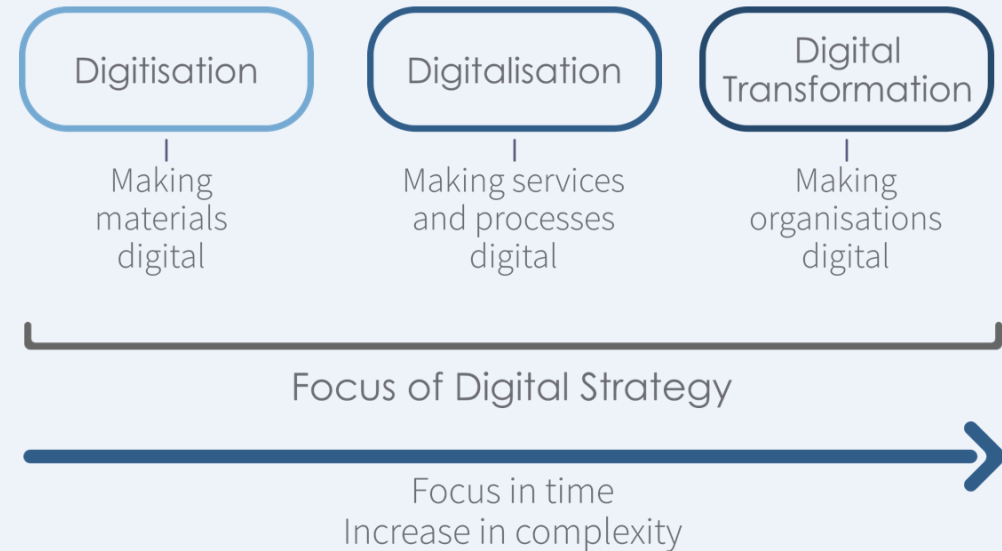 Digitisation
Digitalisation
Digital
Transformation
Making
materials
digital
Making services
and processes
digital
Making
organisations
digital
Focus of Digital Strategy
Focus in time
Increase in complexity